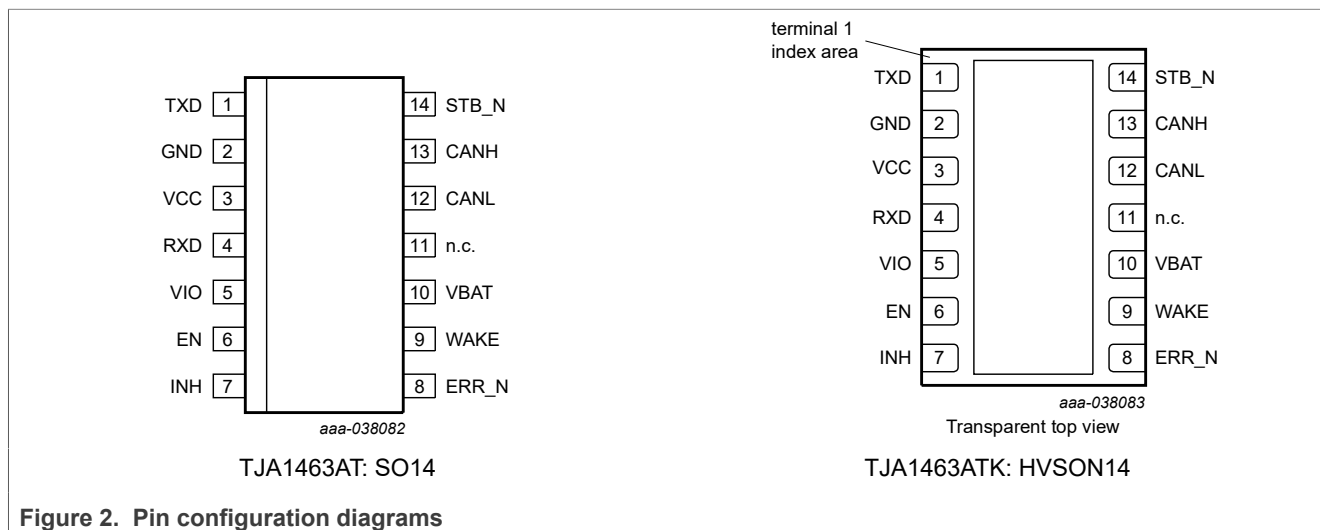 TXD 1
GND 2
VCC 3
RXD 4
VIO 5
EN 6
INH 7
14 STB_N
13 CANH
12 CANL
11 n.c.
10 VBAT
9 WAKE
8 ERR_N
aaa-038082
TJA1463AT: SO14
terminal 1
index area
TXD 1
GND 2
VCC 3
RXD 4
VIO 5
EN 6
INH 7
14 STB_N
13 CANH
12 CANL
11 n.c.
10 VBAT
9 WAKE
8 ERR_N
aaa-038083
Transparent top view
TJA1463ATK: HVSON14
Figure 2. Pin configuration diagrams